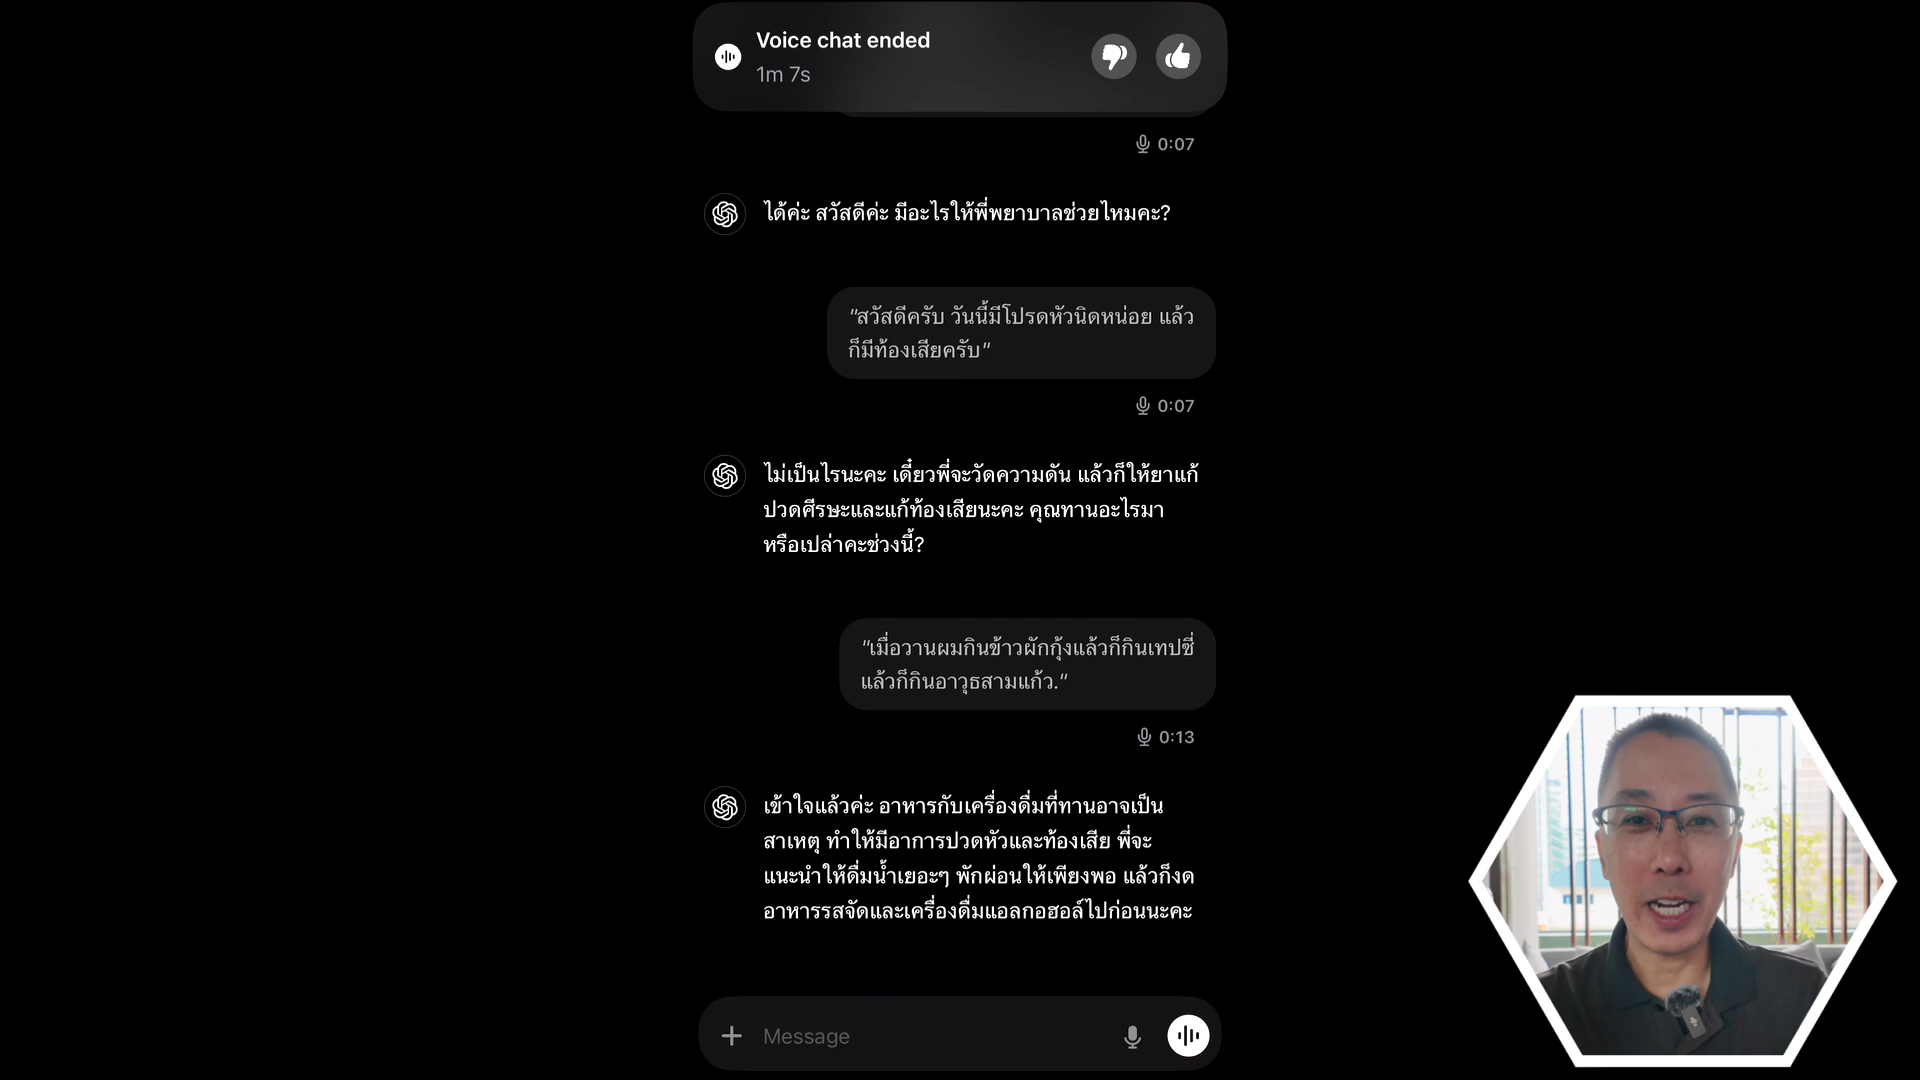 Voice chat ended
1m 7s
0:07
ได้ค่ะ สวัสดีค่ะ มีอะไรให้พี่พยาบาลช่วยไหมคะ?
"สวัสดีครับ วันนี้มีโปรดหัวนิดหน่อย แล้ว
ก็มีท้องเสียครับ"
0:07
ไม่เป็นไรนะคะ เดี๋ยวพี่จะวัดความดัน แล้วก็ให้ยาแก้
ปวดศีรษะและแก้ท้องเสียนะคะ คุณทานอะไรมา
หรือเปล่าคะช่วงนี้?
"เมื่อวานผมกินข้าวผักกุ้งแล้วก็กินเทปซี่
แล้วก็กินอาวุธสามแก้ว."
0:13
เข้าใจแล้วค่ะ อาหารกับเครื่องดื่มที่ทานอาจเป็น
สาเหตุ ทำให้มีอาการปวดหัวและท้องเสีย พี่จะ
แนะนำให้ดื่มน้ำเยอะๆ พักผ่อนให้เพียงพอ แล้วก็งด
อาหารรสจัดและเครื่องดื่มแอลกอฮอล์ไปก่อนนะคะ
Message